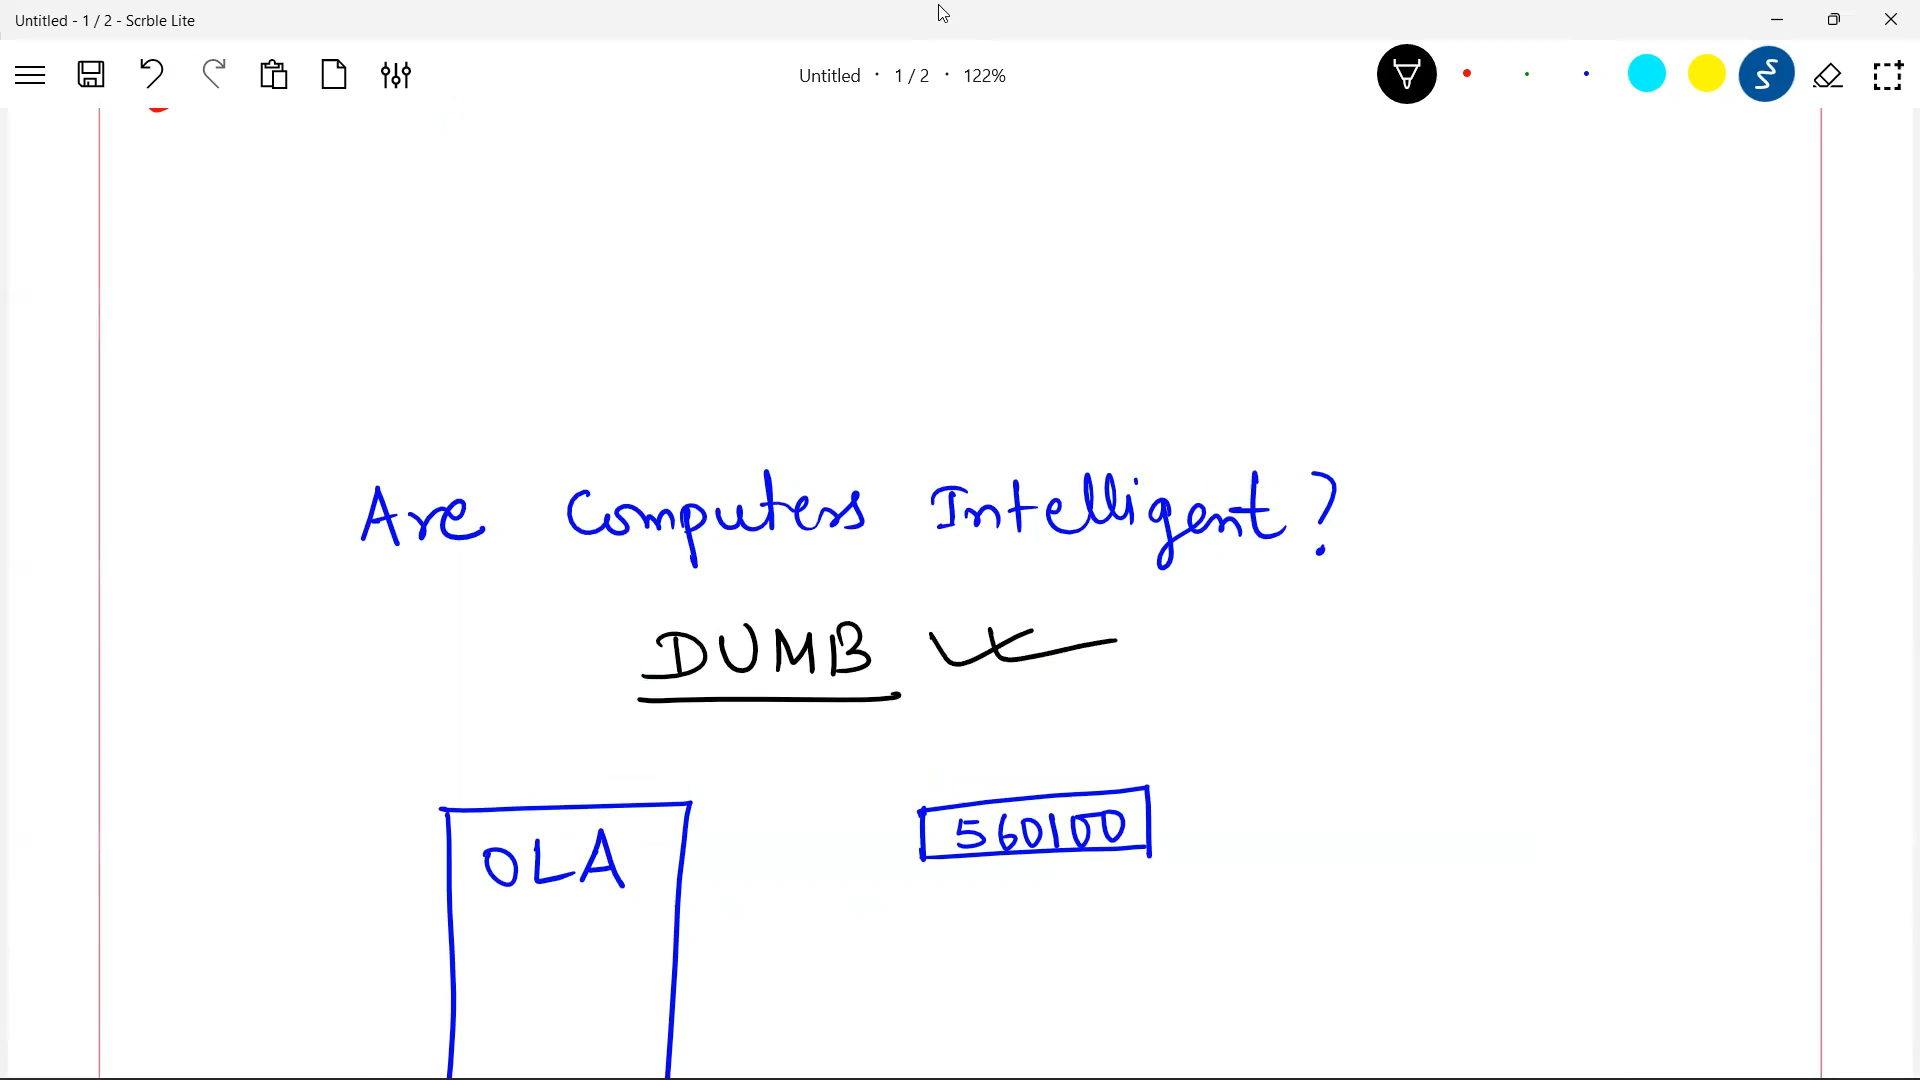 Untitled - 1 / 2 - Scrble Lite
Untitled · 1 / 2 · 122%
Are Computers Intelligent?
DUMB
OLA
560100